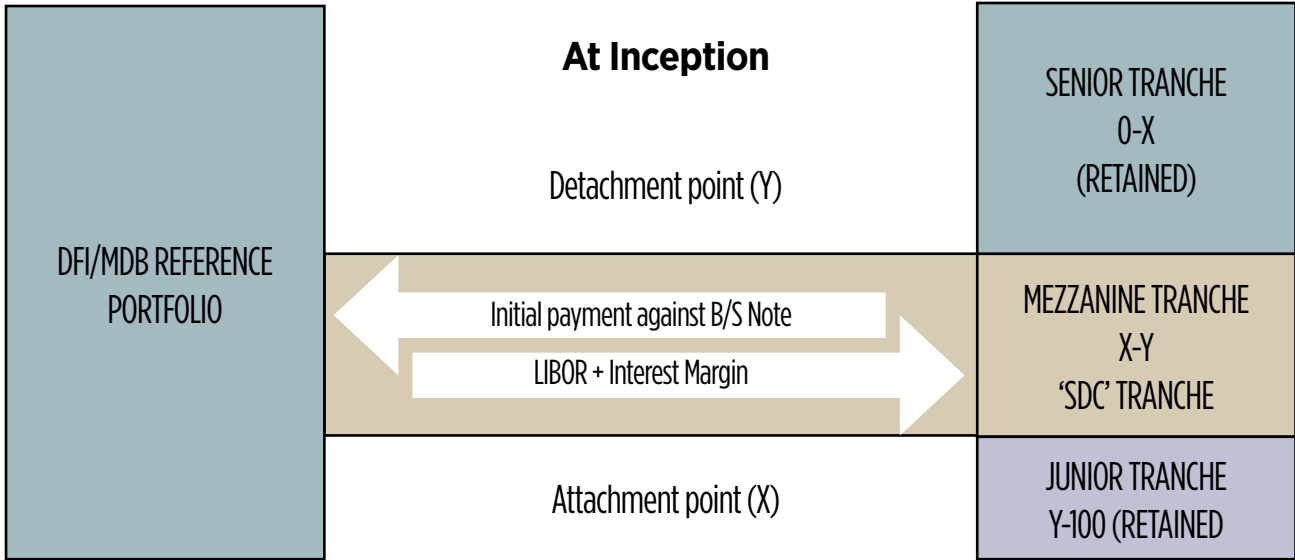 At Inception
Detachment point (Y)
DFI/MDB REFERENCE
PORTFOLIO
Initial payment against B/S Note
LIBOR + Interest Margin
Attachment point (X)
SENIOR TRANCHE
0-X
(RETAINED)
MEZZANINE TRANCHE
X-Y
‘SDC’ TRANCHE
JUNIOR TRANCHE
Y-100 (RETAINED